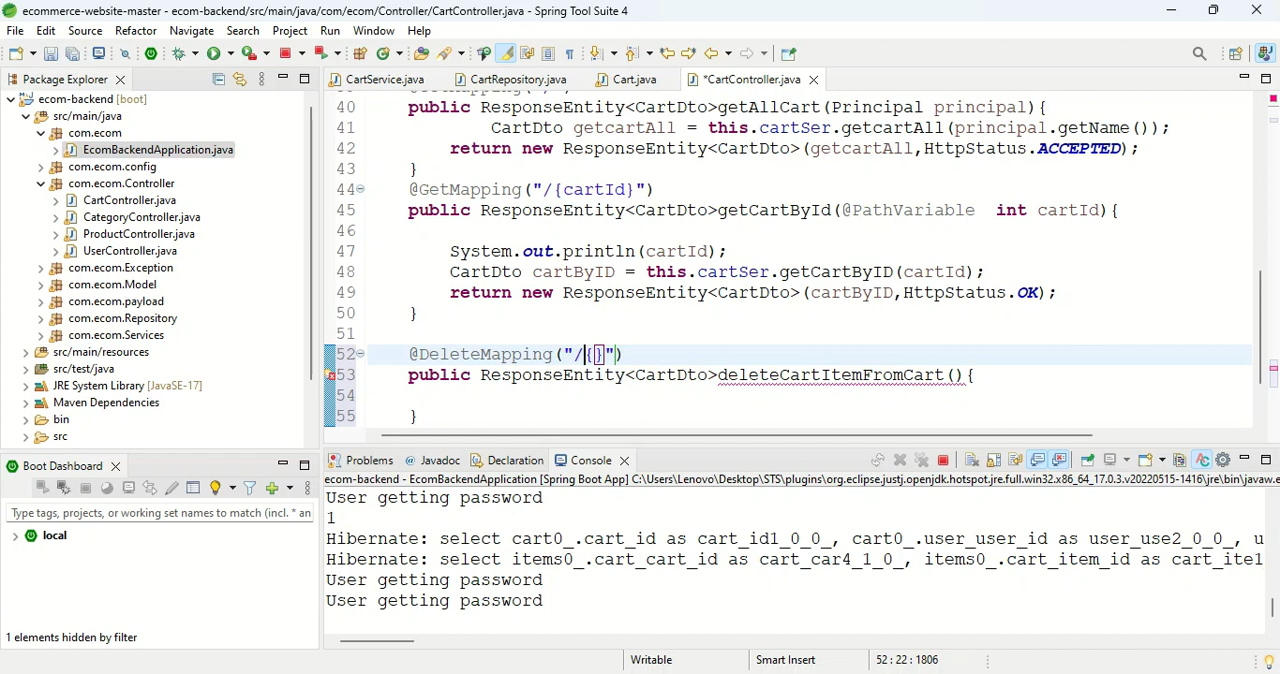 ecommerce-website-master - ecom-backend/src/main/java/com/ecom/Controller/CartController.java - Spring Tool Suite 4
File Edit Source Refactor Navigate Search Project Run Window Help
Package Explorer
CartService.java CartRepository.java Cart.java *CartController.java
ecom-backend [boot]
src/main/java
com.ecom
EcomBackendApplication.java
com.ecom.config
com.ecom.Controller
CartController.java
CategoryController.java
ProductController.java
UserController.java
com.ecom.Exception
com.ecom.Model
com.ecom.payload
com.ecom.Repository
com.ecom.Services
src/main/resources
src/test/java
JRE System Library [JavaSE-17]
Maven Dependencies
bin
src
40 public ResponseEntity<CartDto>getAllCart(Principal principal){
41 CartDto getcartAll = this.cartSer.getcartAll(principal.getName());
42 return new ResponseEntity<CartDto>(getcartAll,HttpStatus.ACCEPTED);
43 }
44 @GetMapping("/{cartId}")
45 public ResponseEntity<CartDto>getCartById(@PathVariable int cartId){
46
47 System.out.println(cartId);
48 CartDto cartByID = this.cartSer.getCartByID(cartId);
49 return new ResponseEntity<CartDto>(cartByID,HttpStatus.OK);
50 }
51
52 @DeleteMapping("/{}")
53 public ResponseEntity<CartDto>deleteCartItemFromCart(){
54
55 }
Boot Dashboard
Type tags, projects, or working set names to match (incl. * an
local
1 elements hidden by filter
Problems @ Javadoc Declaration Console
ecom-backend - EcomBackendApplication [Spring Boot App] C:\Users\Lenovo\Desktop\STS\plugins\org.eclipse.justj.openjdk.hotspot.jre.full.win32.x86_64_17.0.3.v20220515-1416\jre\bin\javaw.e
User getting password
1
Hibernate: select cart0_.cart_id as cart_id1_0_0_, cart0_.user_user_id as user_use2_0_0_, u
Hibernate: select items0_.cart_cart_id as cart_car4_1_0_, items0_.cart_item_id as cart_ite1
User getting password
User getting password
Writable Smart Insert 52 : 22 : 1806